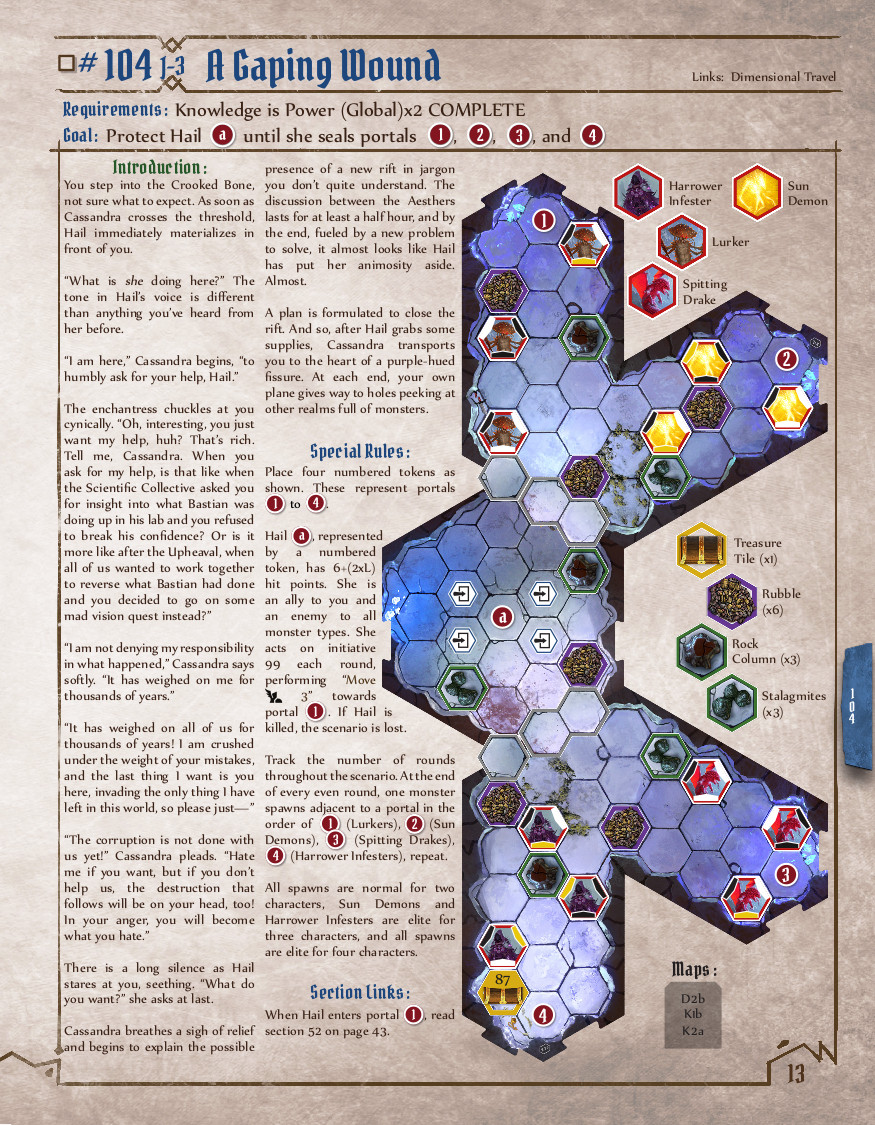 #104 1-3 A Gaping Wound
Links: Dimensional Travel
Requirements: Knowledge is Power (Global)x2 COMPLETE
Goal: Protect Hail a until she seals portals 1, 2, 3, and 4
Introduction:
You step into the Crooked Bone,
not sure what to expect. As soon as
Cassandra crosses the threshold,
Hail immediately materializes in
front of you.
“What is she doing here?” The
tone in Hail’s voice is different
than anything you’ve heard from
her before.
“I am here,” Cassandra begins, “to
humbly ask for your help, Hail.”
The enchantress chuckles at you
cynically. “Oh, interesting, you just
want my help, huh? That’s rich.
Tell me, Cassandra. When you
ask for my help, is that like when
the Scientific Collective asked you
for insight into what Bastian was
doing up in his lab and you refused
to break his confidence? Or is it
more like after the Upheaval, when
all of us wanted to work together
to reverse what Bastian had done
and you decided to go on some
mad vision quest instead?”
“I am not denying my responsibility
in what happened,” Cassandra says
softly. “It has weighed on me for
thousands of years.”
“It has weighed on all of us for
thousands of years! I am crushed
under the weight of your mistakes,
and the last thing I want is you
here, invading the only thing I have
left in this world, so please just—”
“The corruption is not done with
us yet!” Cassandra pleads. “Hate
me if you want, but if you don’t
help us, the destruction that
follows will be on your head, too!
In your anger, you will become
what you hate.”
There is a long silence as Hail
stares at you, seething. “What do
you want?” she asks at last.
Cassandra breathes a sigh of relief
and begins to explain the possible
presence of a new rift in jargon
you don’t quite understand. The
discussion between the Aesthers
lasts for at least a half hour, and by
the end, fueled by a new problem
to solve, it almost looks like Hail
has put her animosity aside.
Almost.
A plan is formulated to close the
rift. And so, after Hail grabs some
supplies, Cassandra transports
you to the heart of a purple-hued
fissure. At each end, your own
plane gives way to holes peeking at
other realms full of monsters.
Special Rules:
Place four numbered tokens as
shown. These represent portals
1 to 4.
Hail a, represented
by a numbered
token, has 6+(2xL)
hit points. She is
an ally to you and
an enemy to all
monster types. She
acts on initiative
99 each round,
performing “Move
3” towards
portal 1. If Hail is
killed, the scenario is lost.
Track the number of rounds
throughout the scenario. At the end
of every even round, one monster
spawns adjacent to a portal in the
order of 1 (Lurkers), 2 (Sun
Demons), 3 (Spitting Drakes),
4 (Harrower Infesters), repeat.
All spawns are normal for two
characters, Sun Demons and
Harrower Infesters are elite for
three characters, and all spawns
are elite for four characters.
Section Links:
When Hail enters portal 1, read
section 52 on page 43.
Harrower
Infester
Sun
Demon
Lurker
Spitting
Drake
1
2
a
3
4
87
Treasure
Tile (x1)
Rubble
(x6)
Rock
Column (x3)
Stalagmites
(x3)
Maps:
D2b
K1b
K2a
104
13